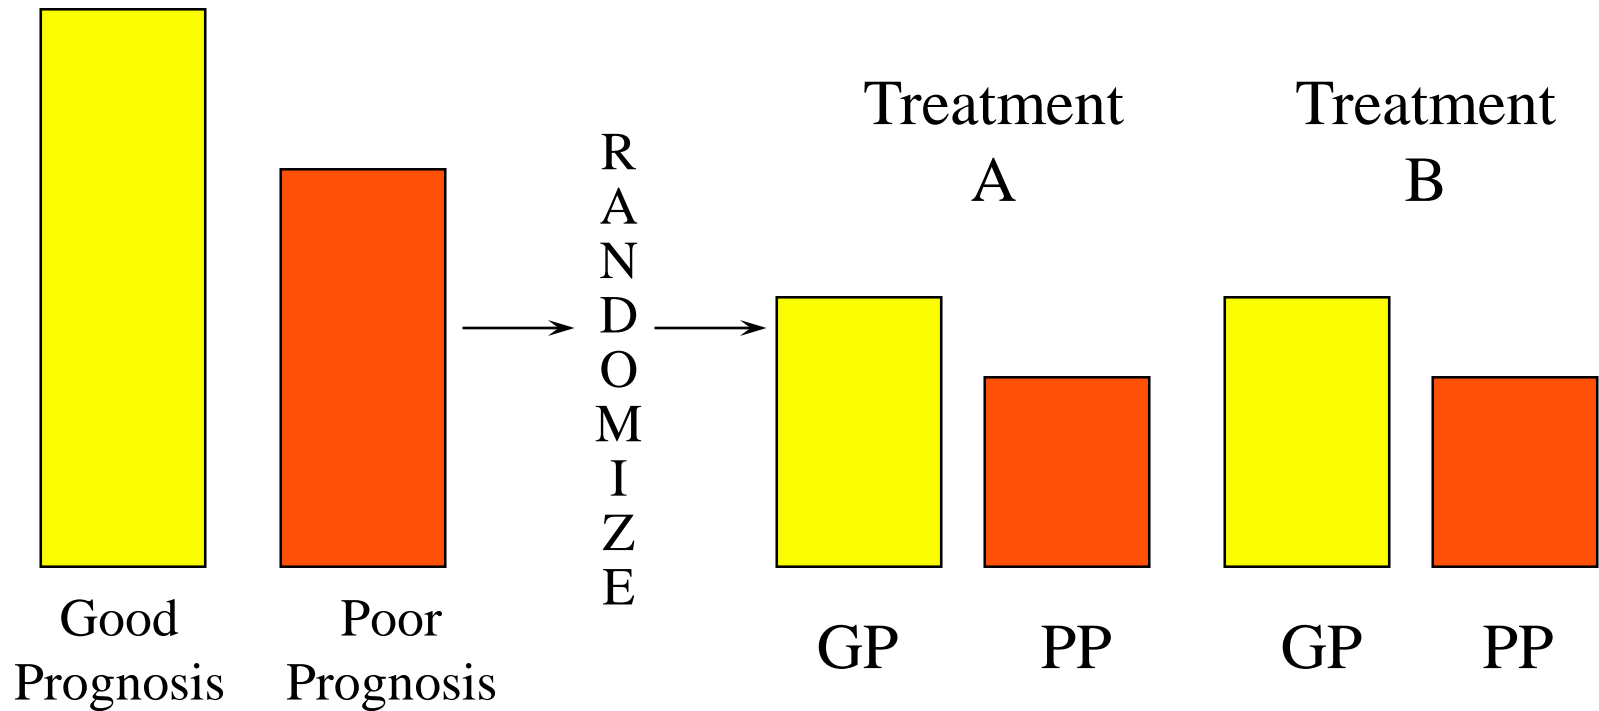 Good
Prognosis
Poor
Prognosis
R
A
N
D
O
M
I
Z
E
Treatment
A
Treatment
B
GP
PP
GP
PP